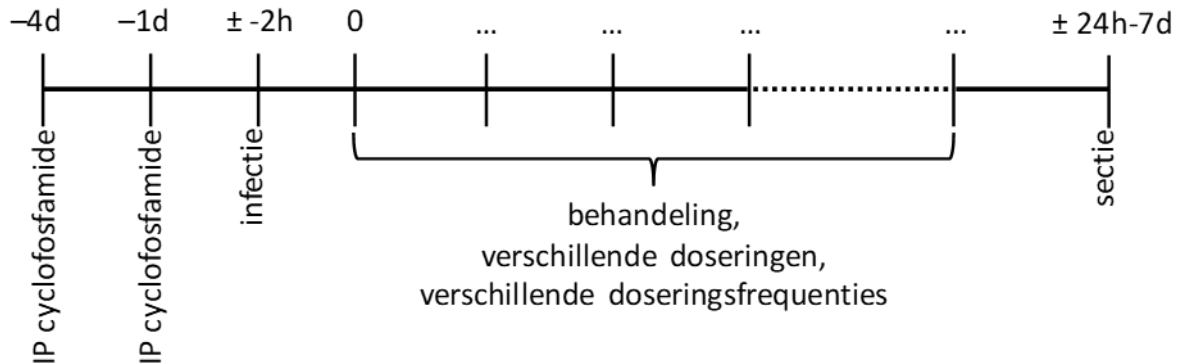 –4d –1d ± -2h 0 ... ... ... ... ± 24h-7d
IP cyclofosfamide
IP cyclofosfamide
infectie
sectie
behandeling,
verschillende doseringen,
verschillende doseringsfrequenties